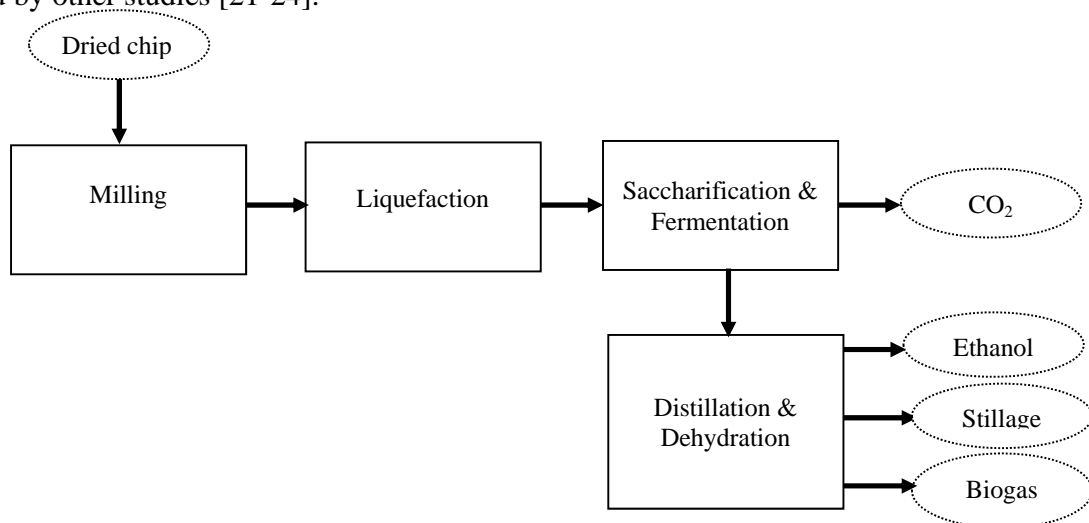 by other studies [21-24].
Dried chip
Milling
Liquefaction
Saccharification &
Fermentation
CO₂
Distillation &
Dehydration
Ethanol
Stillage
Biogas